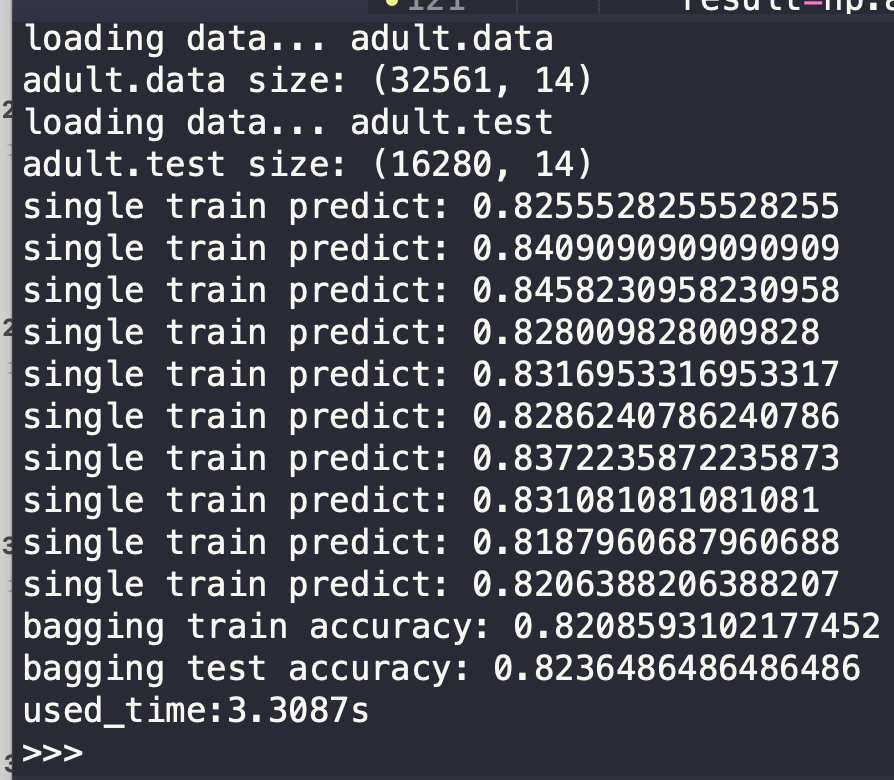 121 result=np.a
loading data... adult.data
adult.data size: (32561, 14)
loading data... adult.test
adult.test size: (16280, 14)
single train predict: 0.8255528255528255
single train predict: 0.8409090909090909
single train predict: 0.8458230958230958
single train predict: 0.828009828009828
single train predict: 0.8316953316953317
single train predict: 0.8286240786240786
single train predict: 0.8372235872235873
single train predict: 0.831081081081081
single train predict: 0.8187960687960688
single train predict: 0.8206388206388207
bagging train accuracy: 0.8208593102177452
bagging test accuracy: 0.8236486486486486
used_time:3.3087s
>>>